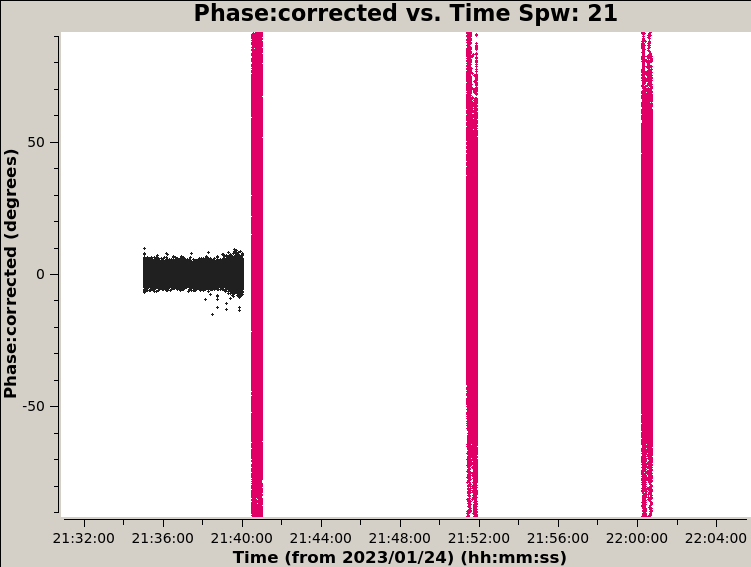 Phase:corrected vs. Time Spw: 21
Phase:corrected (degrees)
50
0
-50
21:32:00 21:36:00 21:40:00 21:44:00 21:48:00 21:52:00 21:56:00 22:00:00 22:04:00
Time (from 2023/01/24) (hh:mm:ss)